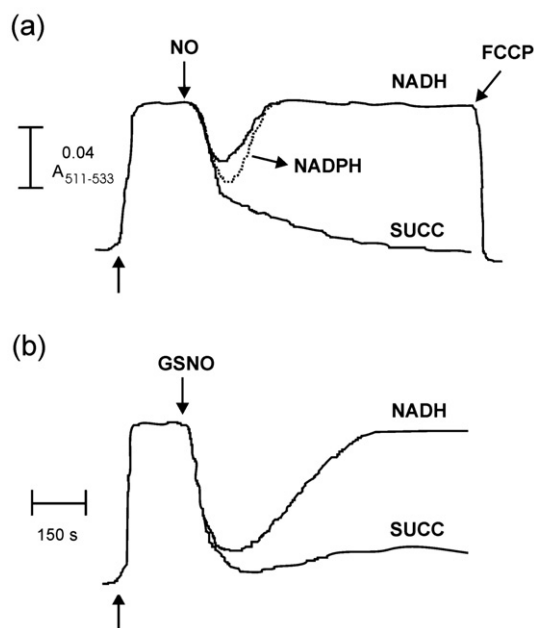 (a)
NO
FCCP
NADH
0.04
A511-533
NADPH
SUCC
(b)
GSNO
NADH
150 s
SUCC